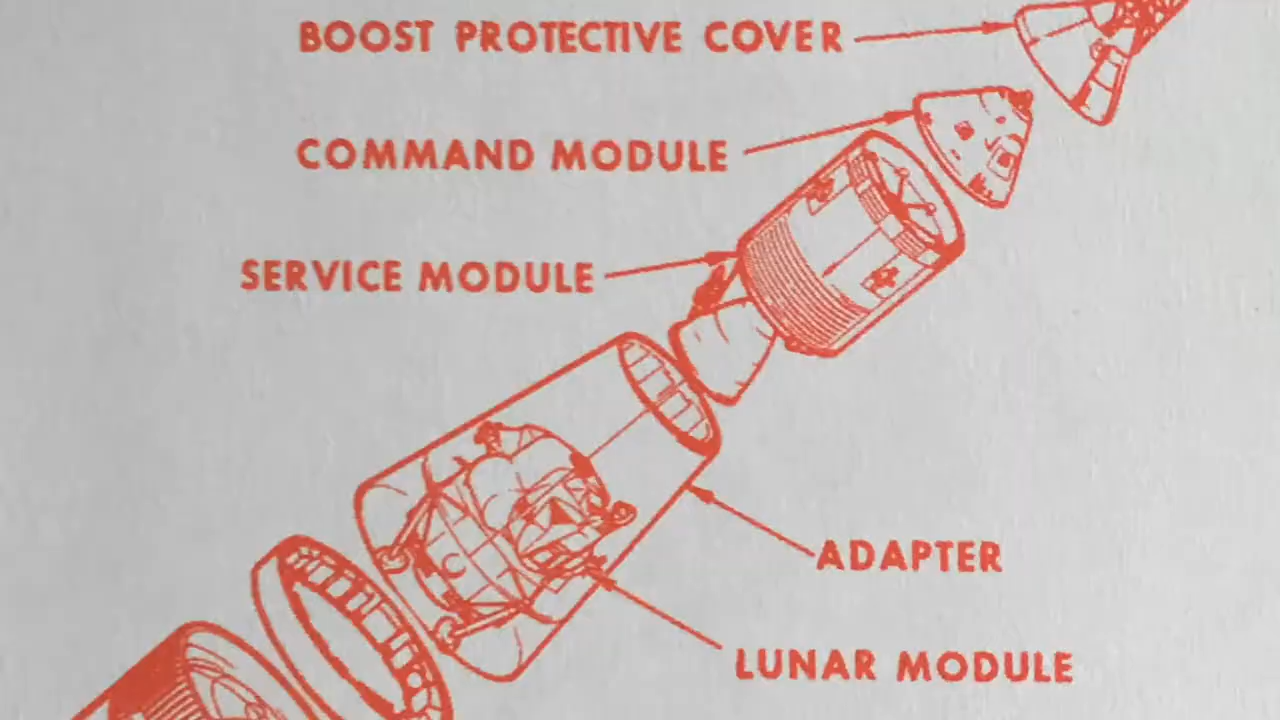 BOOST PROTECTIVE COVER
COMMAND MODULE
SERVICE MODULE
ADAPTER
LUNAR MODULE